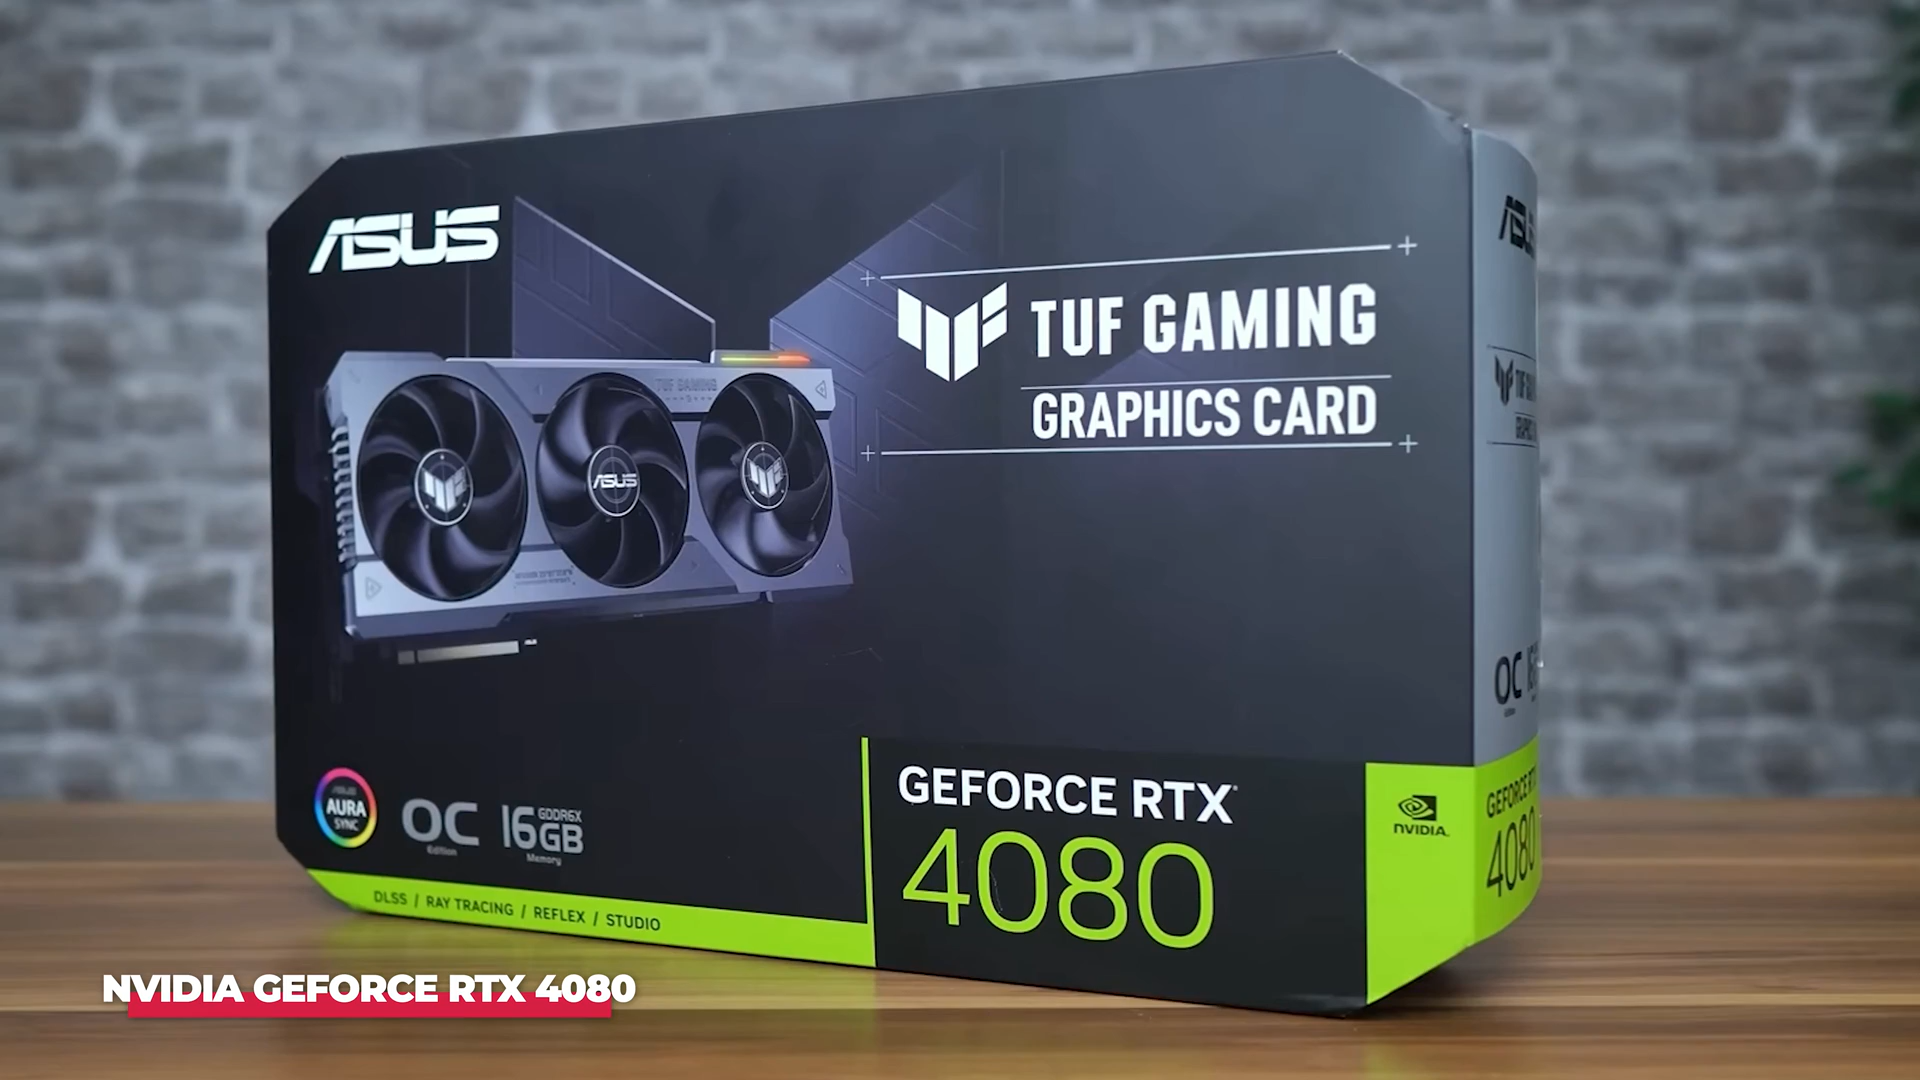 ASUS
TUF GAMING
GRAPHICS CARD
TUF GAMING
ASUS
ASUS
AURA
SYNC
OC
Edition
16GB
GDDR6X
Memory
DLSS / RAY TRACING / REFLEX / STUDIO
GEFORCE RTX
4080
NVIDIA
OC
GEFORCE RTX
4080
NVIDIA GEFORCE RTX 4080